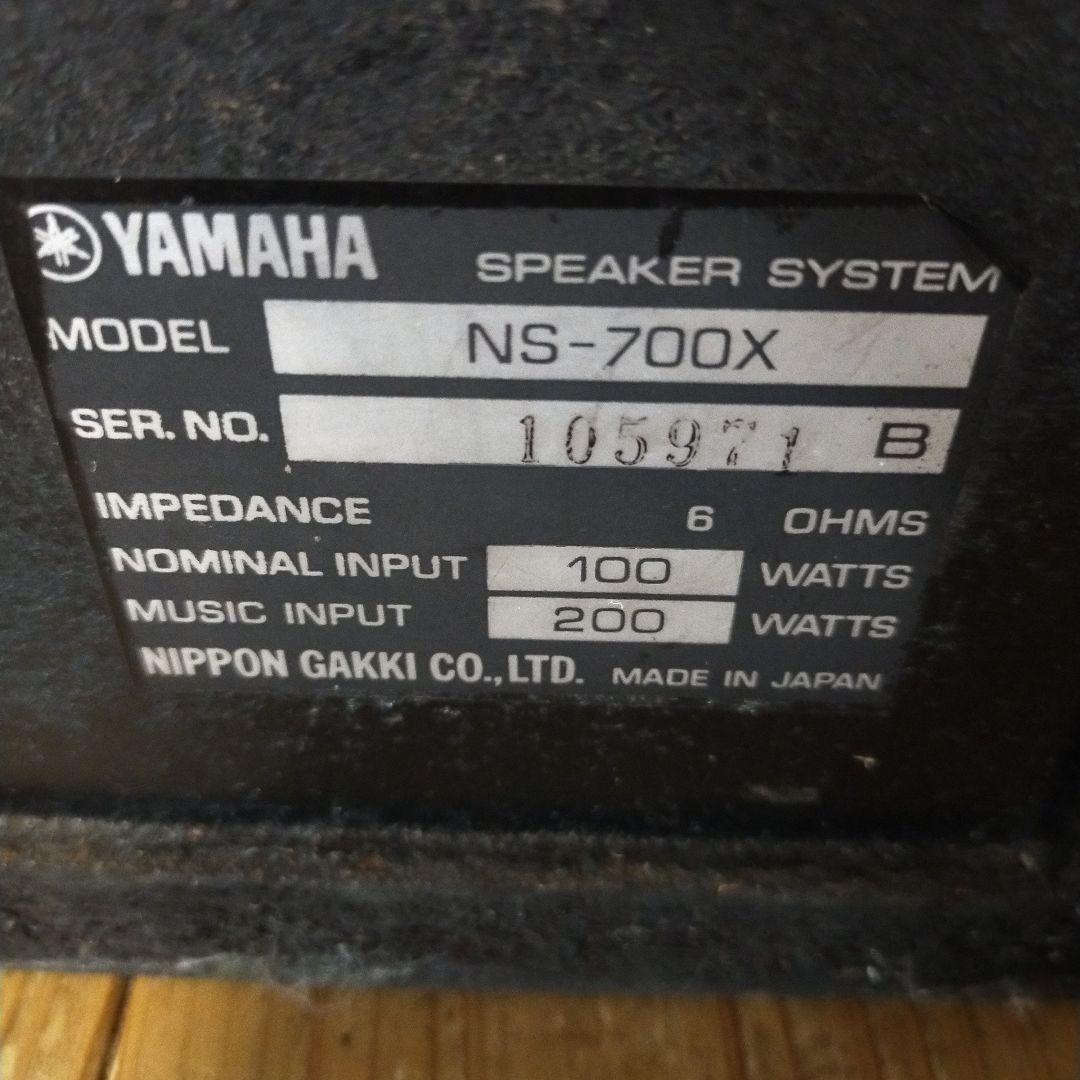 YAMAHA SPEAKER SYSTEM
MODEL NS-700X
SER. NO. 105971 B
IMPEDANCE 6 OHMS
NOMINAL INPUT 100 WATTS
MUSIC INPUT 200 WATTS
NIPPON GAKKI CO., LTD. MADE IN JAPAN